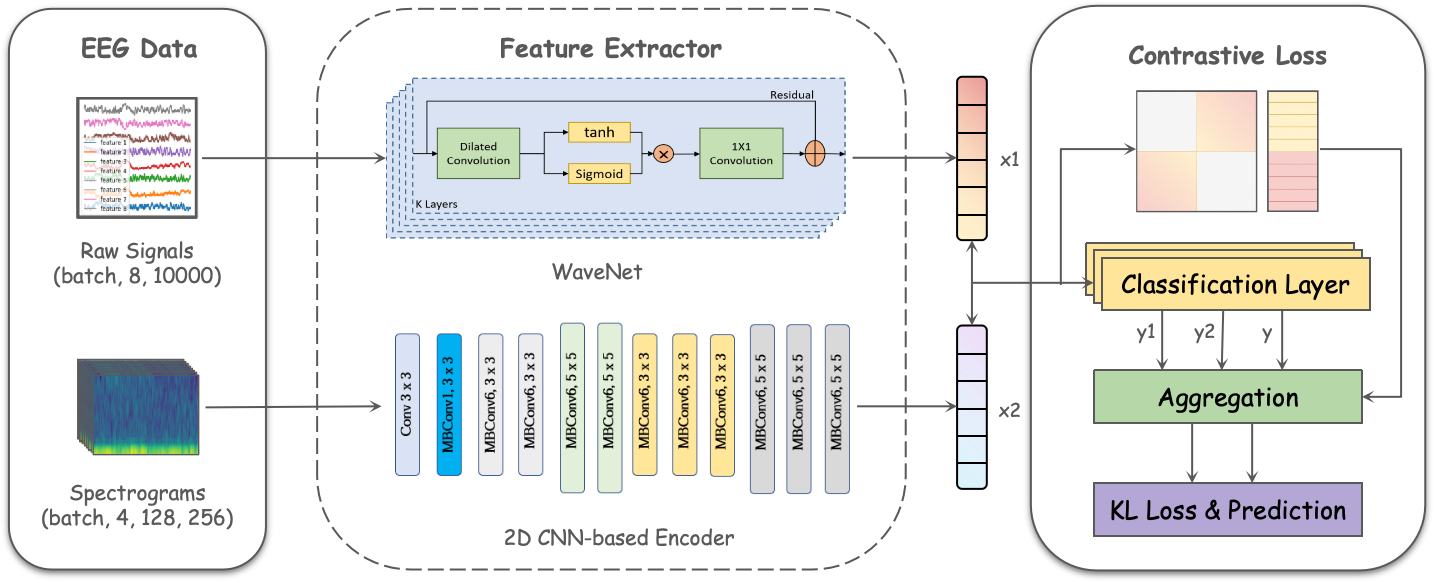 EEG Data
feature 1
feature 2
feature 3
feature 4
feature 5
feature 6
feature 7
feature 8
Raw Signals
(batch, 8, 10000)
Spectrograms
(batch, 4, 128, 256)
Feature Extractor
Residual
Dilated
Convolution
tanh
Sigmoid
1X1
Convolution
K Layers
WaveNet
Conv 3 x 3
MBConv1, 3 x 3
MBConv6, 3 x 3
MBConv6, 3 x 3
MBConv6, 5 x 5
MBConv6, 5 x 5
MBConv6, 3 x 3
MBConv6, 3 x 3
MBConv6, 3 x 3
MBConv6, 5 x 5
MBConv6, 5 x 5
MBConv6, 5 x 5
2D CNN-based Encoder
x1
x2
Contrastive Loss
Classification Layer
y1
y2
y
Aggregation
KL Loss & Prediction